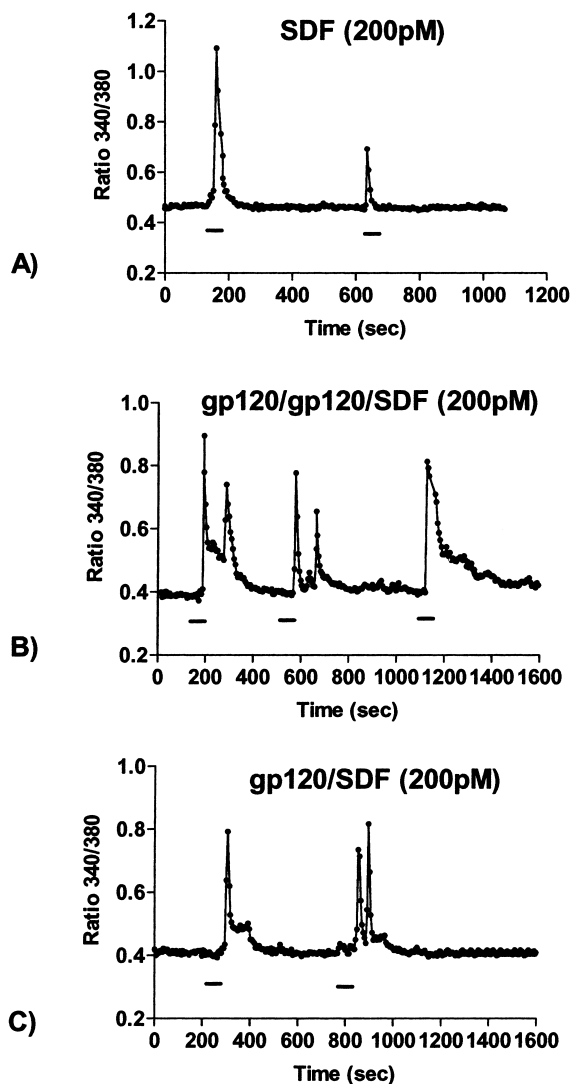 SDF (200pM)
1.2
1.0
0.8
0.6
0.4
0.2
Ratio 340/380
0 200 400 600 800 1000 1200
Time (sec)
A)
gp120/gp120/SDF (200pM)
1.0
0.8
0.6
0.4
0.2
Ratio 340/380
0 200 400 600 800 1000 1200 1400 1600
Time (sec)
B)
gp120/SDF (200pM)
1.0
0.8
0.6
0.4
0.2
Ratio 340/380
0 200 400 600 800 1000 1200 1400 1600
Time (sec)
C)